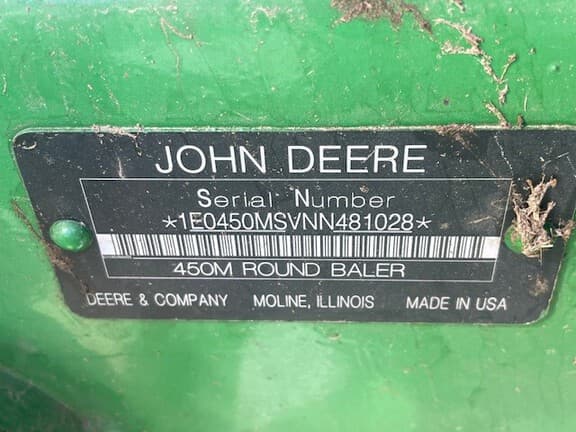 JOHN DEERE
Serial Number
*1E0450MSVNN481028*
450M ROUND BALER
DEERE & COMPANY MOLINE, ILLINOIS MADE IN USA